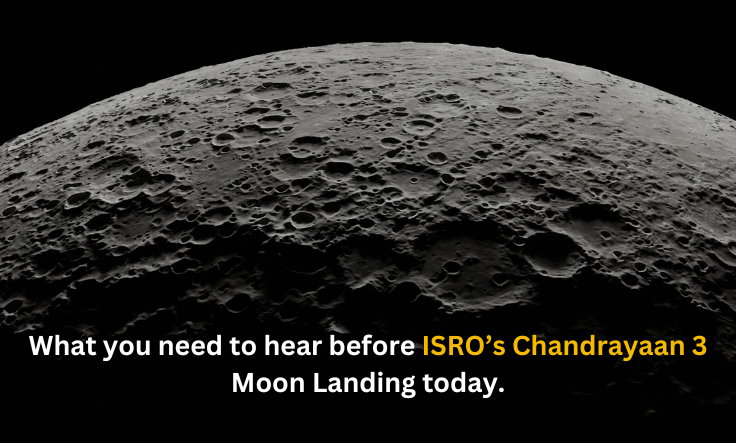 What you need to hear before ISRO’s Chandrayaan 3
Moon Landing today.